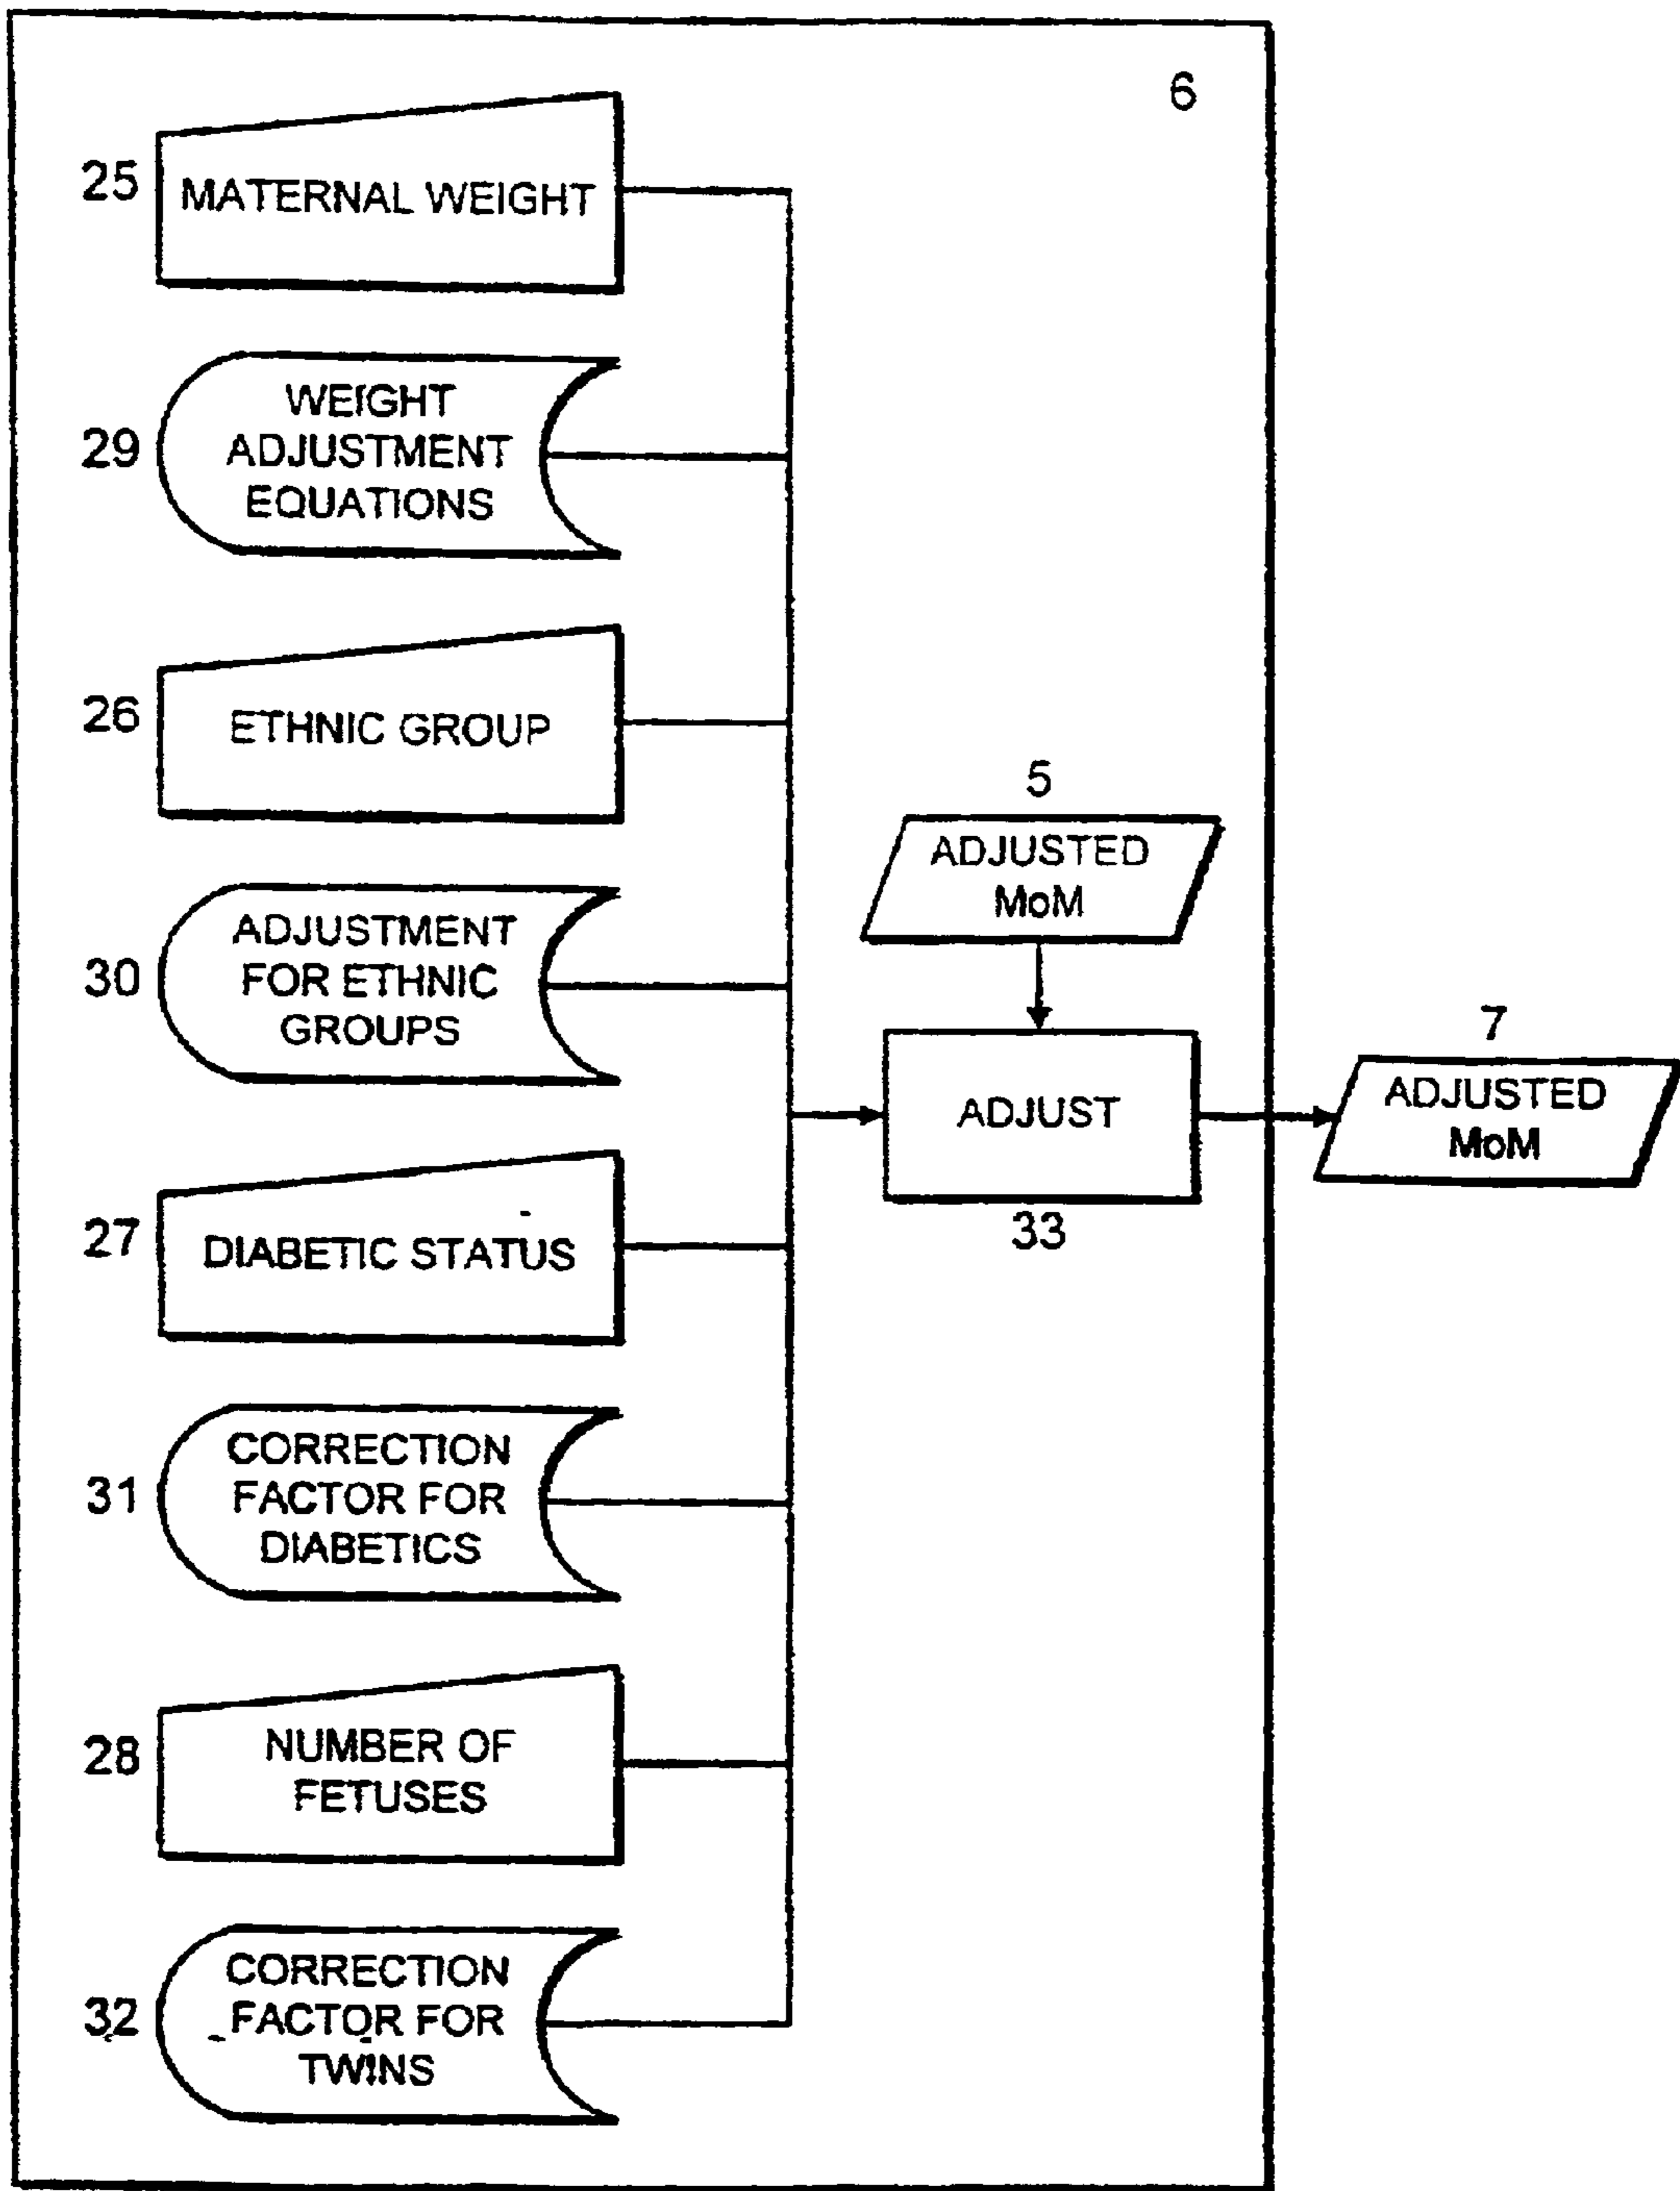 6
25
MATERNAL WEIGHT
29
WEIGHT
ADJUSTMENT
EQUATIONS
26
ETHNIC GROUP
30
ADJUSTMENT
FOR ETHNIC
GROUPS
27
DIABETIC STATUS
31
CORRECTION
FACTOR FOR
DIABETICS
28
NUMBER OF
FETUSES
32
CORRECTION
FACTOR FOR
TWINS
5
ADJUSTED
MoM
ADJUST
33
7
ADJUSTED
MoM